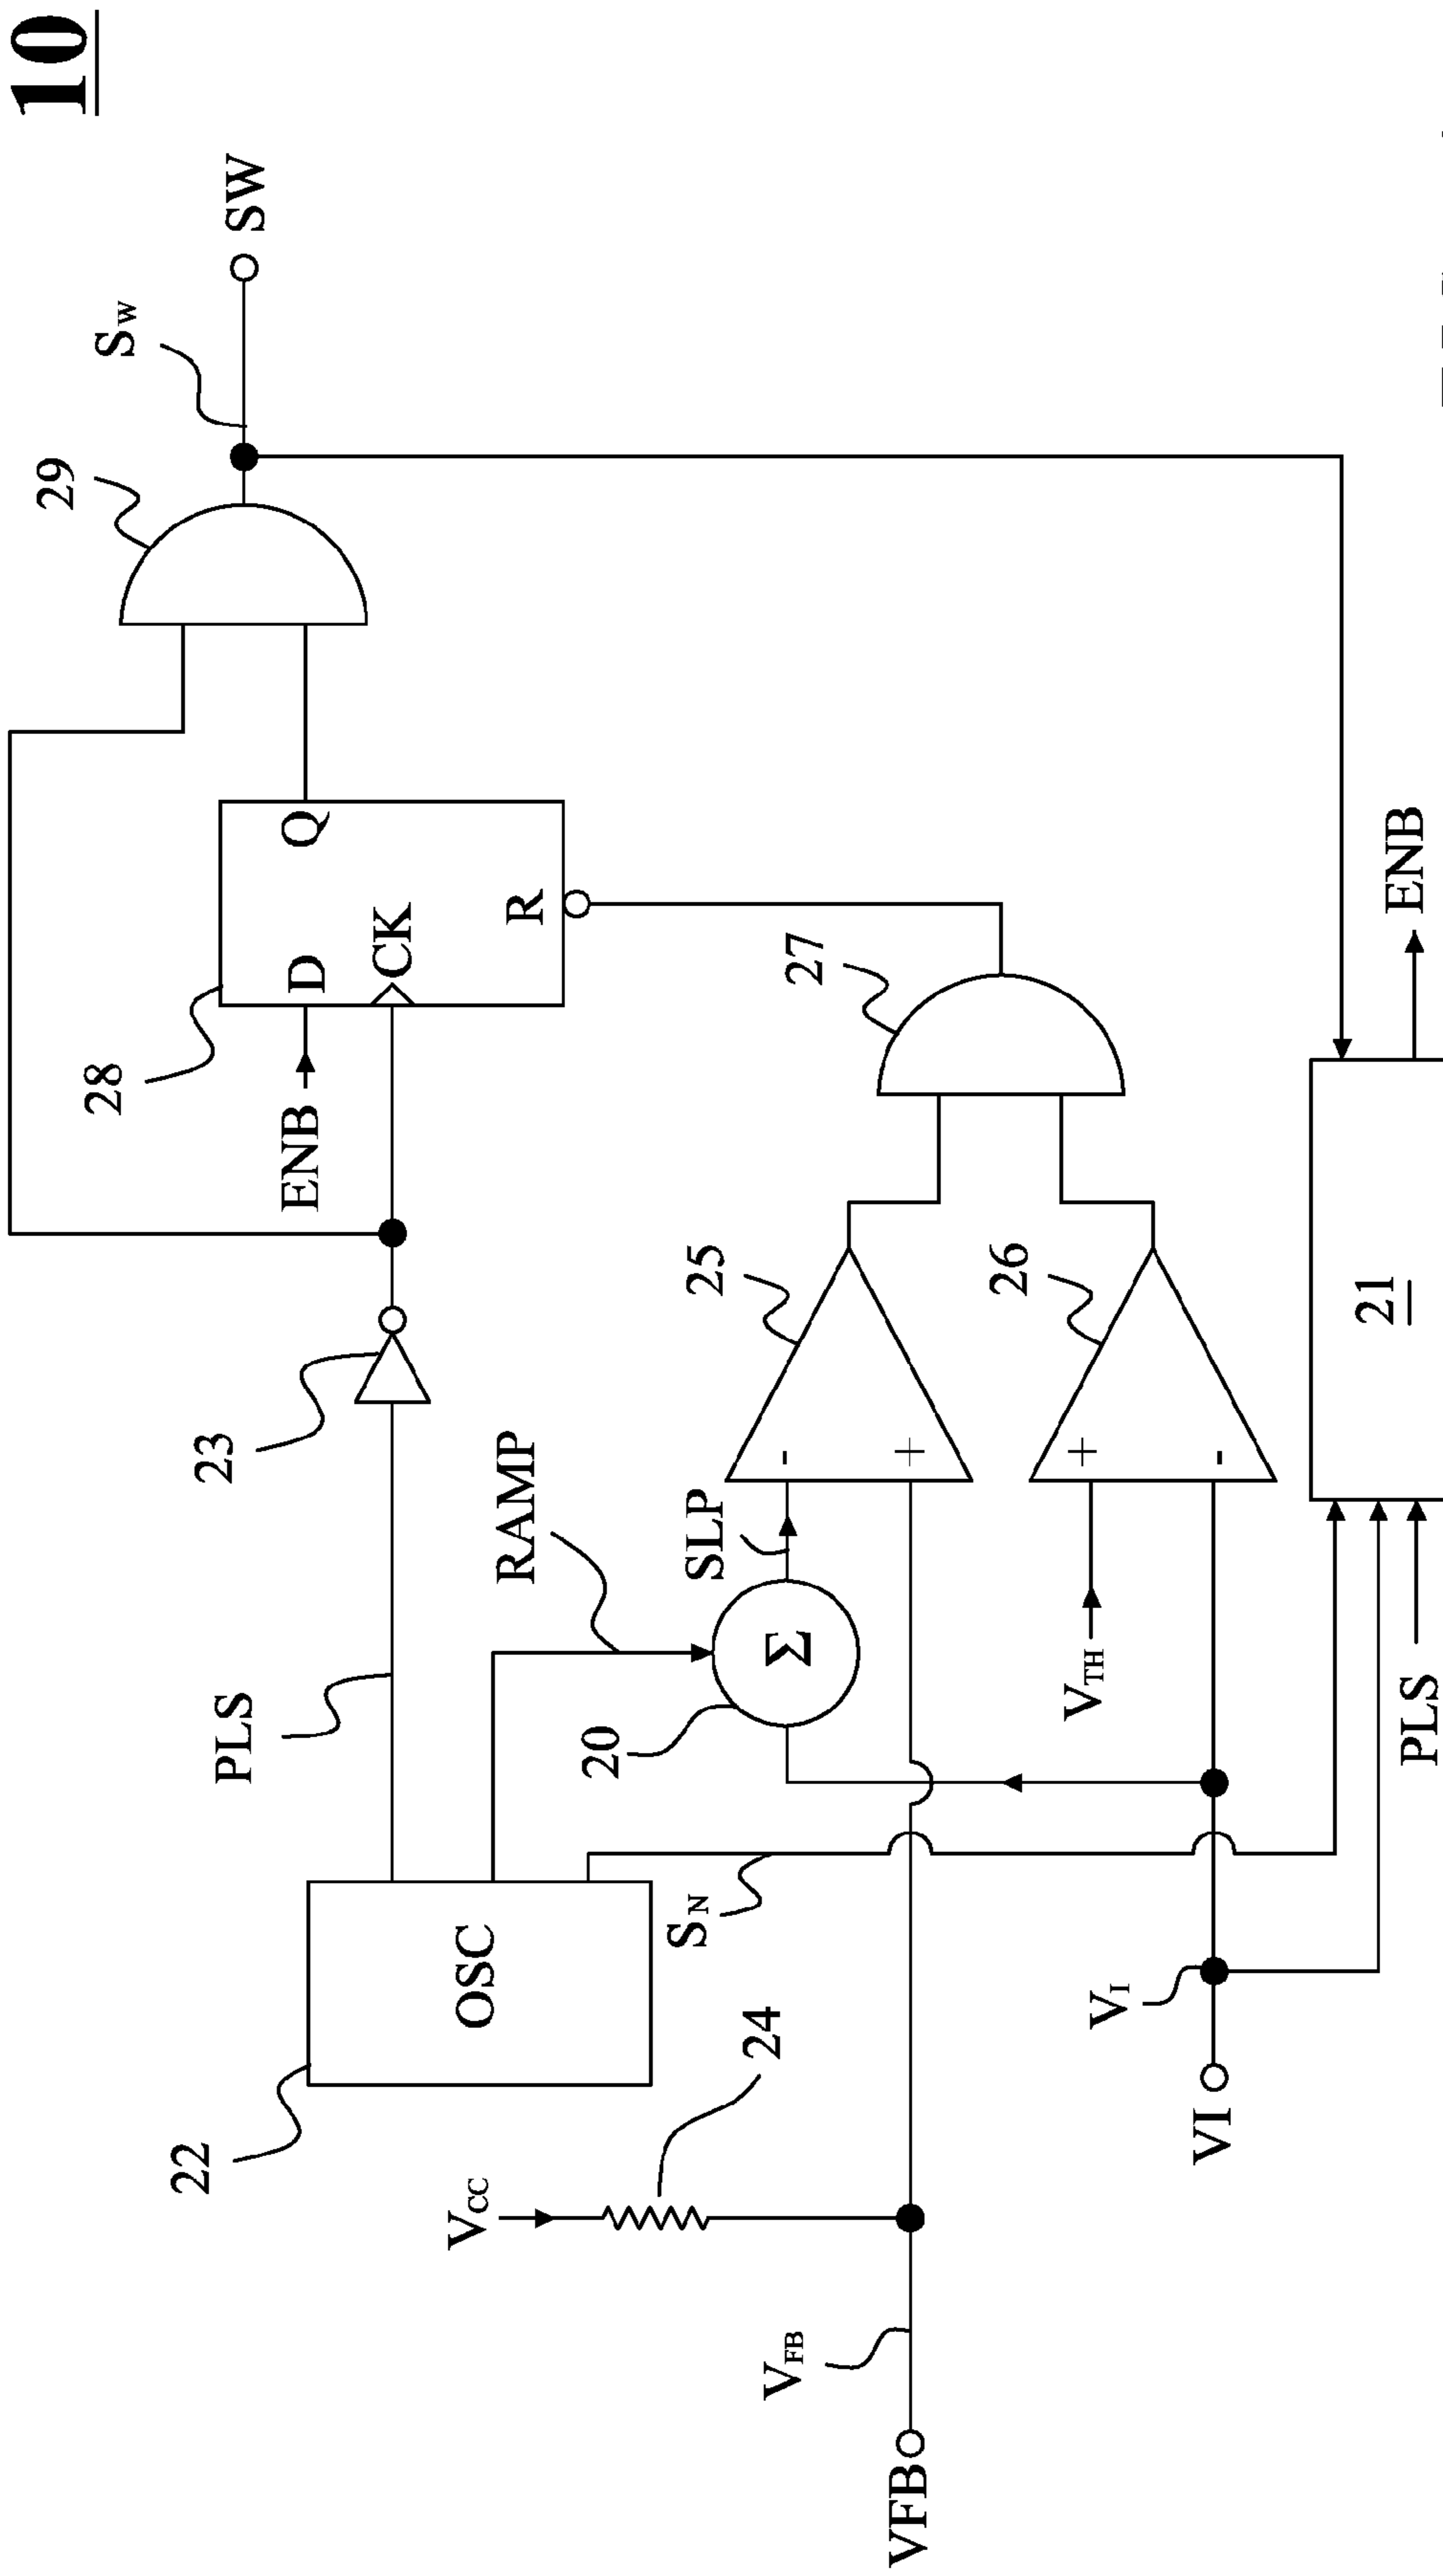 10
22
OSC
PLS
23
28
ENB
D
CK
Q
R
29
SW
SW
VCC
24
RAMP
SN
20
Σ
SLP
25
-
+
27
VFB
VFB
VTH
26
+
-
VI
VI
PLS
21
ENB